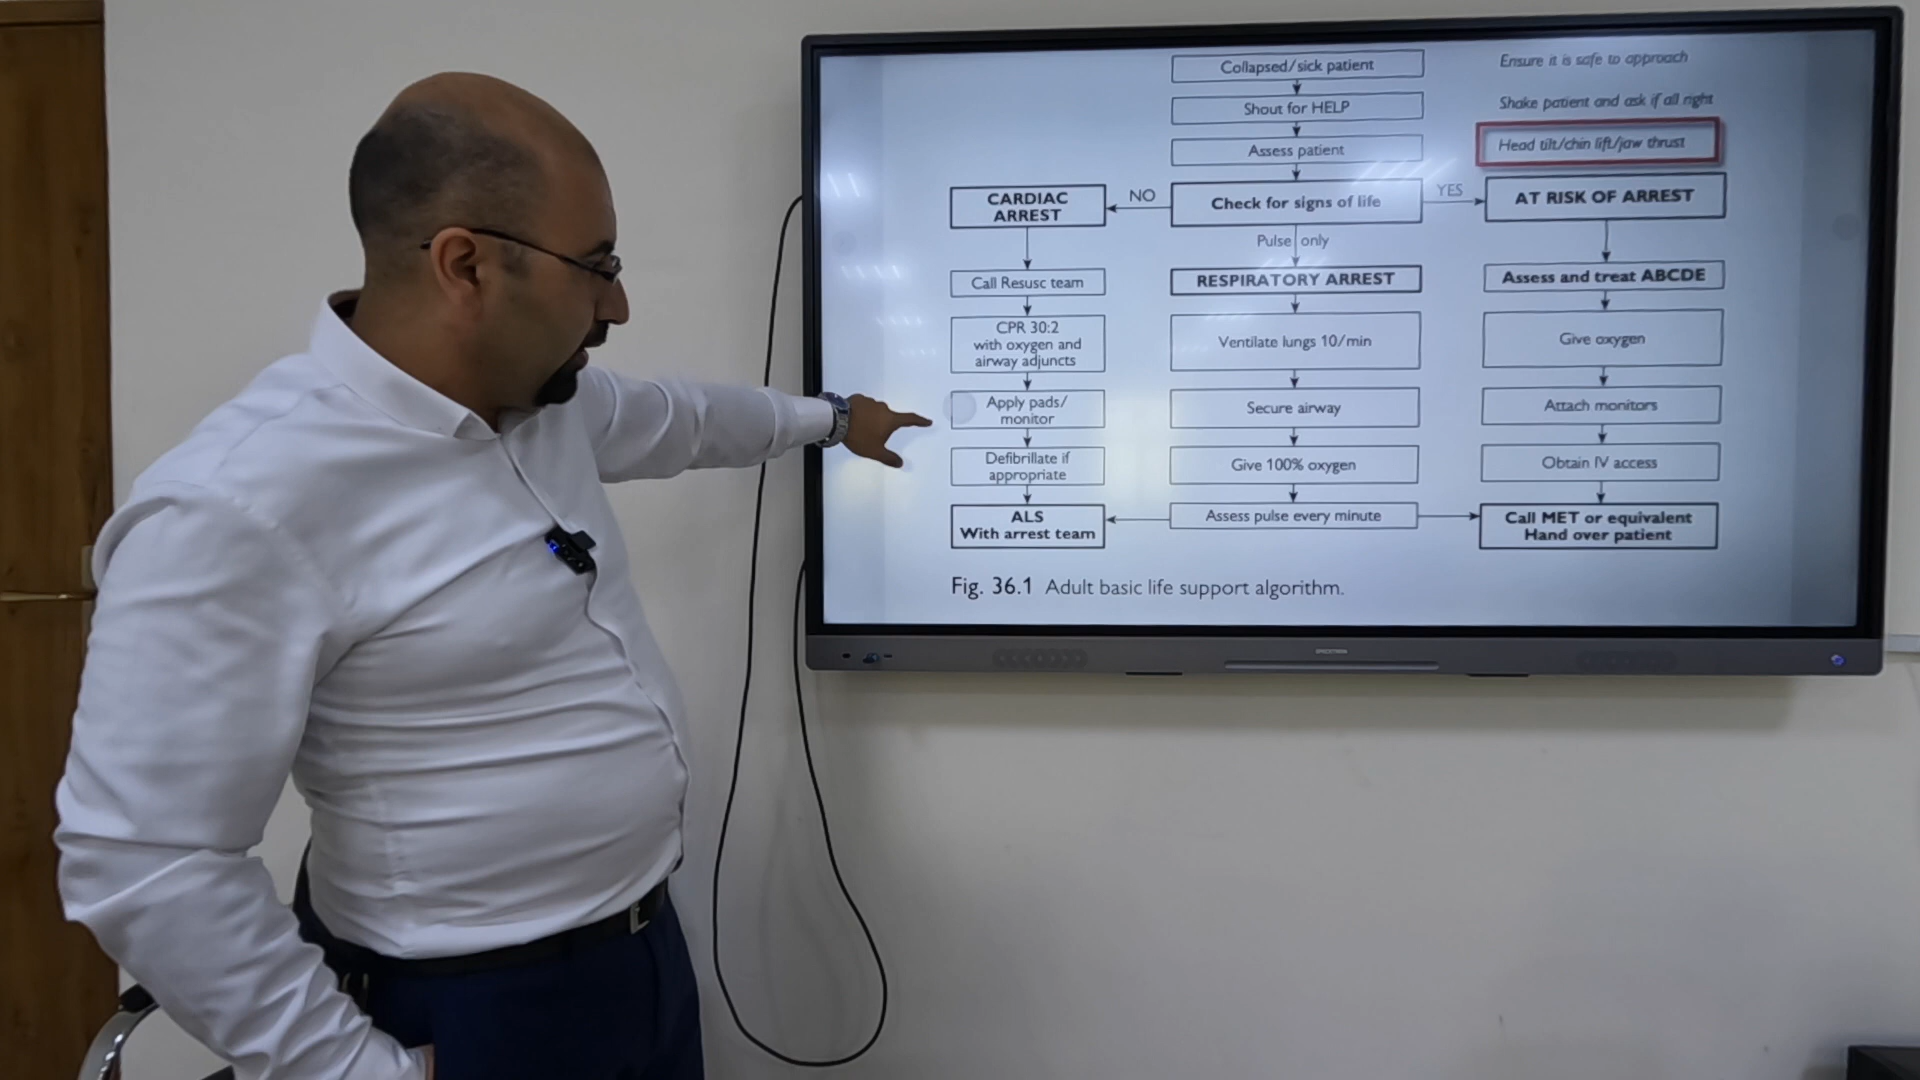 Collapsed/sick patient
Ensure it is safe to approach
Shout for HELP
Shake patient and ask if all right
Assess patient
Head tilt/chin lift/jaw thrust
CARDIAC
ARREST
NO
Check for signs of life
YES
AT RISK OF ARREST
Pulse only
Call Resusc team
RESPIRATORY ARREST
Assess and treat ABCDE
CPR 30:2
with oxygen and
airway adjuncts
Ventilate lungs 10/min
Give oxygen
Apply pads/
monitor
Secure airway
Attach monitors
Defibrillate if
appropriate
Give 100% oxygen
Obtain IV access
ALS
With arrest team
Assess pulse every minute
Call MET or equivalent
Hand over patient
Fig. 36.1 Adult basic life support algorithm.